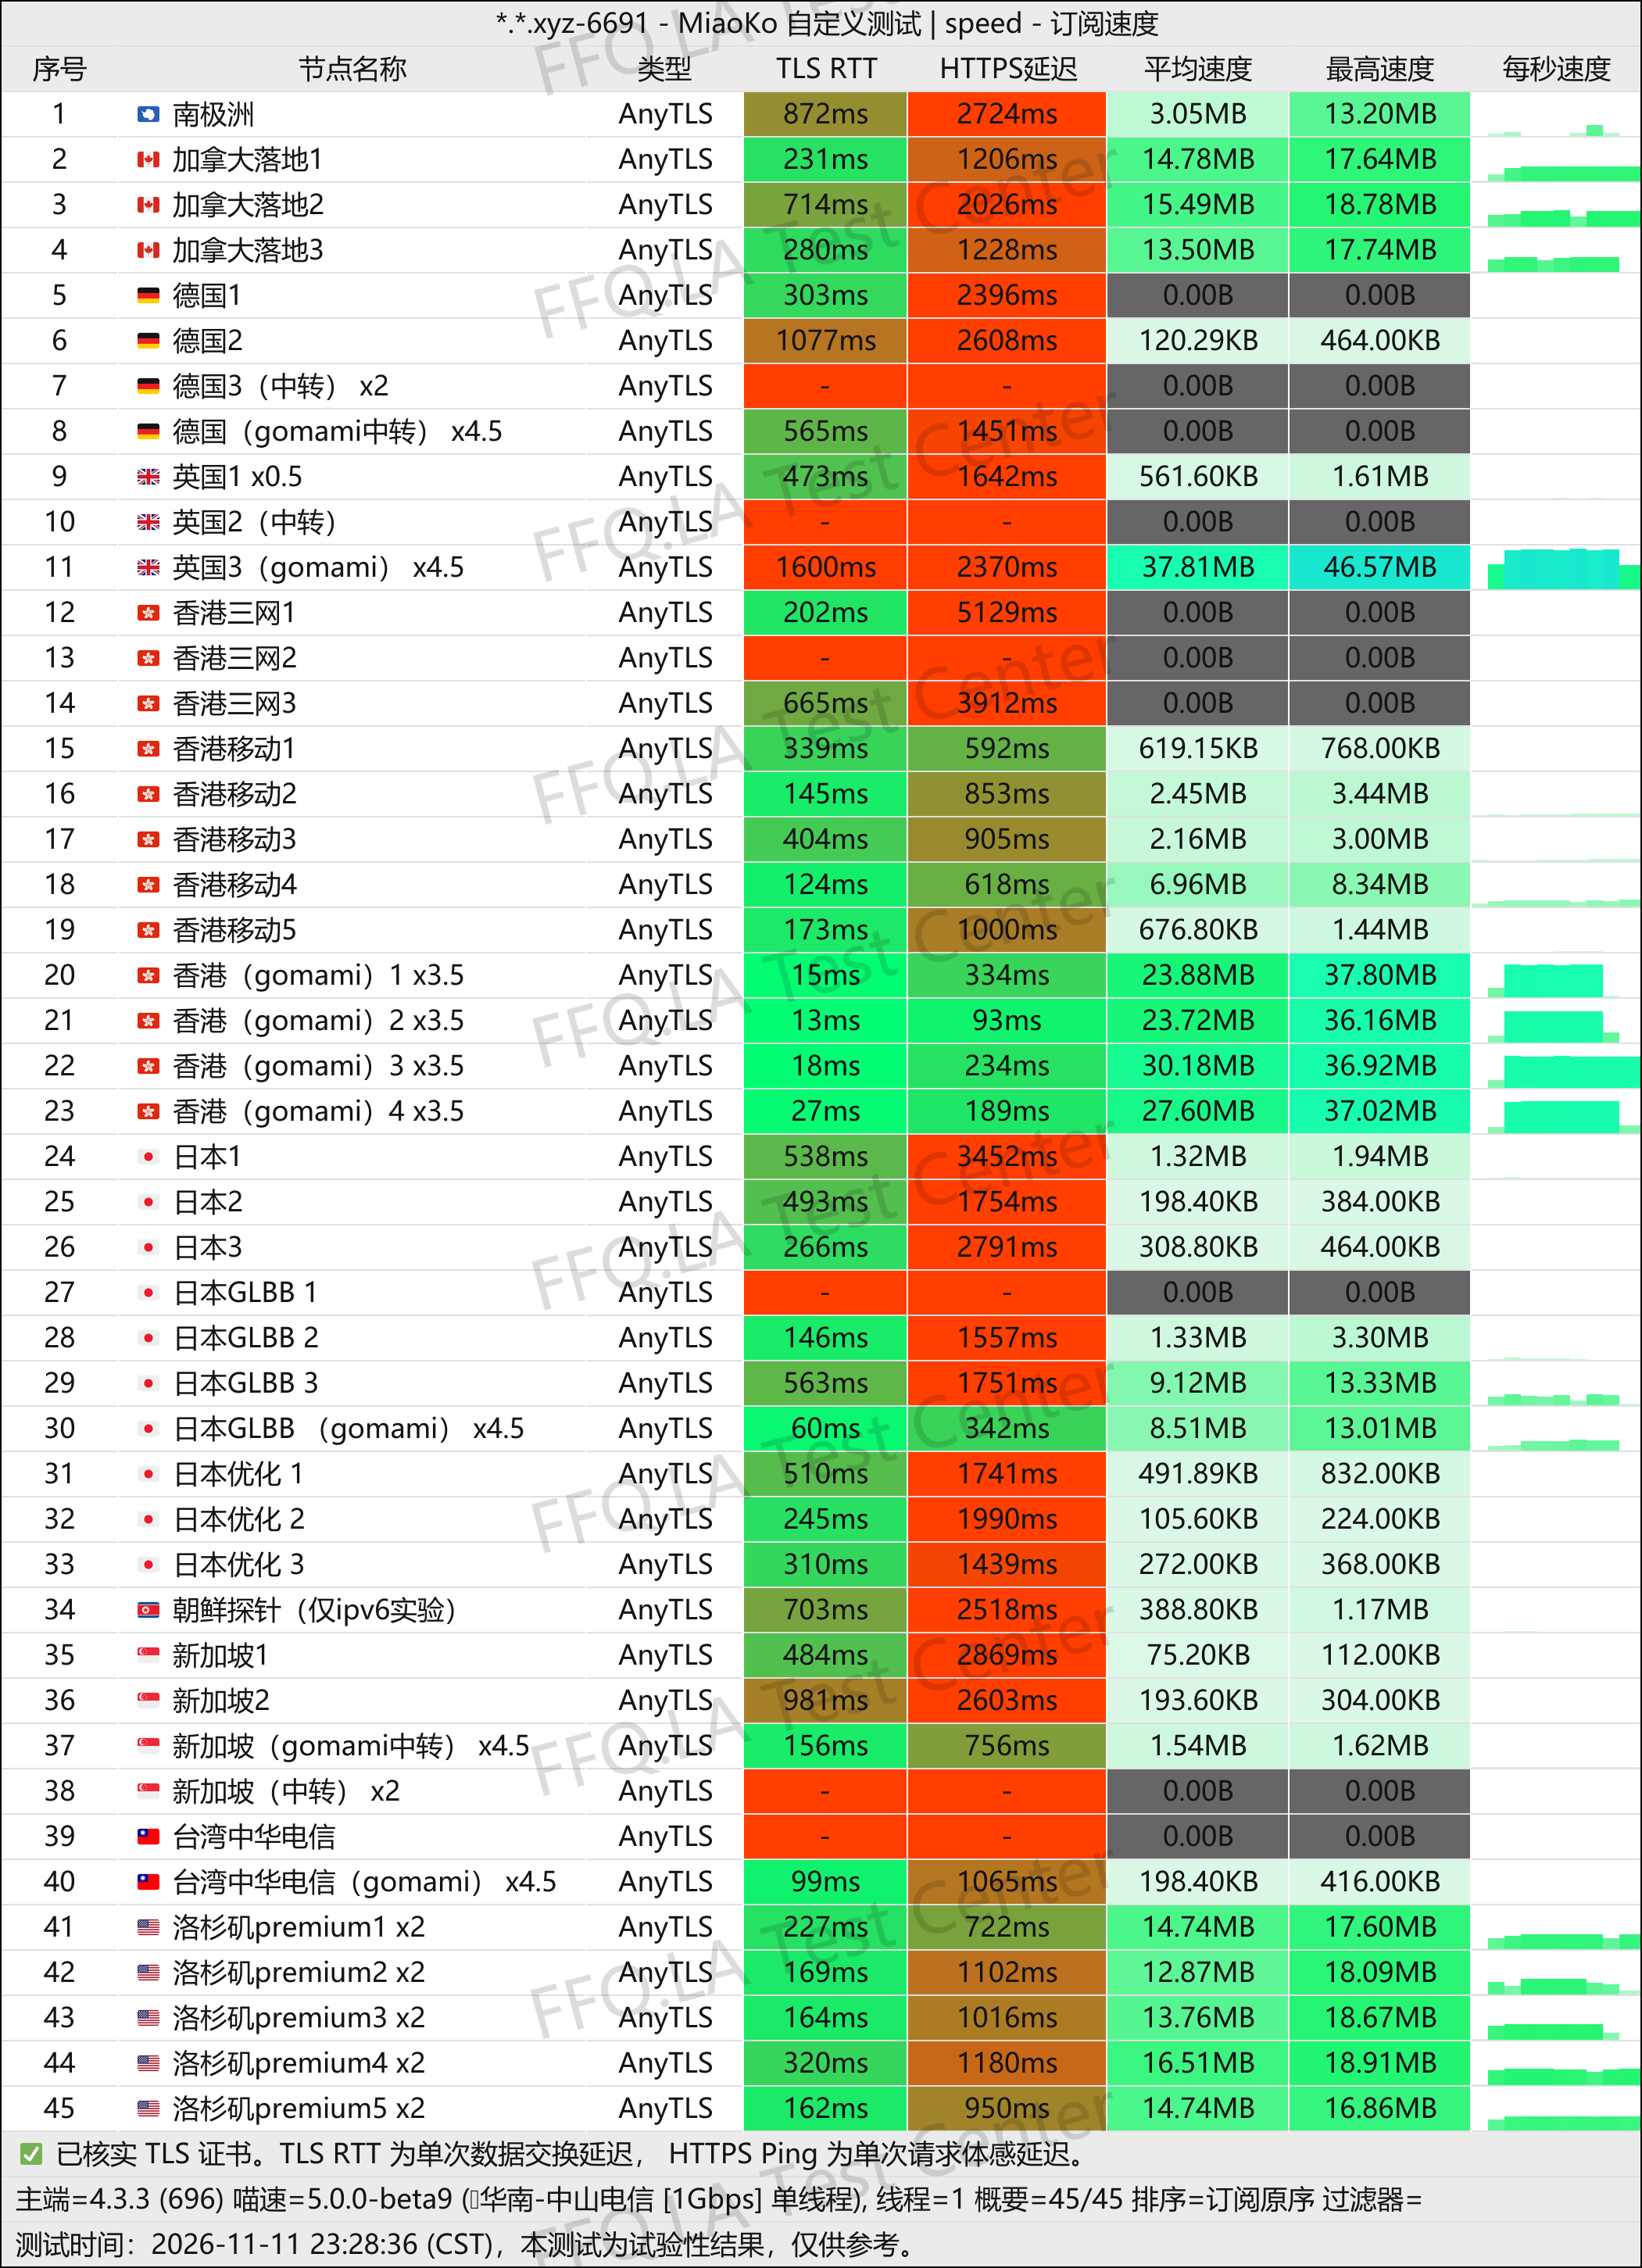 *.*.xyz-6691 - MiaoKo 自定义测试 | speed - 订阅速度
序号 节点名称 类型 TLS RTT HTTPS延迟 平均速度 最高速度 每秒速度
1 南极洲 AnyTLS 872ms 2724ms 3.05MB 13.20MB
2 加拿大落地1 AnyTLS 231ms 1206ms 14.78MB 17.64MB
3 加拿大落地2 AnyTLS 714ms 2026ms 15.49MB 18.78MB
4 加拿大落地3 AnyTLS 280ms 1228ms 13.50MB 17.74MB
5 德国1 AnyTLS 303ms 2396ms 0.00B 0.00B
6 德国2 AnyTLS 1077ms 2608ms 120.29KB 464.00KB
7 德国3（中转） x2 AnyTLS - - 0.00B 0.00B
8 德国（gomami中转） x4.5 AnyTLS 565ms 1451ms 0.00B 0.00B
9 英国1 x0.5 AnyTLS 473ms 1642ms 561.60KB 1.61MB
10 英国2（中转） AnyTLS - - 0.00B 0.00B
11 英国3（gomami） x4.5 AnyTLS 1600ms 2370ms 37.81MB 46.57MB
12 香港三网1 AnyTLS 202ms 5129ms 0.00B 0.00B
13 香港三网2 AnyTLS - - 0.00B 0.00B
14 香港三网3 AnyTLS 665ms 3912ms 0.00B 0.00B
15 香港移动1 AnyTLS 339ms 592ms 619.15KB 768.00KB
16 香港移动2 AnyTLS 145ms 853ms 2.45MB 3.44MB
17 香港移动3 AnyTLS 404ms 905ms 2.16MB 3.00MB
18 香港移动4 AnyTLS 124ms 618ms 6.96MB 8.34MB
19 香港移动5 AnyTLS 173ms 1000ms 676.80KB 1.44MB
20 香港（gomami）1 x3.5 AnyTLS 15ms 334ms 23.88MB 37.80MB
21 香港（gomami）2 x3.5 AnyTLS 13ms 93ms 23.72MB 36.16MB
22 香港（gomami）3 x3.5 AnyTLS 18ms 234ms 30.18MB 36.92MB
23 香港（gomami）4 x3.5 AnyTLS 27ms 189ms 27.60MB 37.02MB
24 日本1 AnyTLS 538ms 3452ms 1.32MB 1.94MB
25 日本2 AnyTLS 493ms 1754ms 198.40KB 384.00KB
26 日本3 AnyTLS 266ms 2791ms 308.80KB 464.00KB
27 日本GLBB 1 AnyTLS - - 0.00B 0.00B
28 日本GLBB 2 AnyTLS 146ms 1557ms 1.33MB 3.30MB
29 日本GLBB 3 AnyTLS 563ms 1751ms 9.12MB 13.33MB
30 日本GLBB （gomami） x4.5 AnyTLS 60ms 342ms 8.51MB 13.01MB
31 日本优化 1 AnyTLS 510ms 1741ms 491.89KB 832.00KB
32 日本优化 2 AnyTLS 245ms 1990ms 105.60KB 224.00KB
33 日本优化 3 AnyTLS 310ms 1439ms 272.00KB 368.00KB
34 朝鲜探针（仅ipv6实验） AnyTLS 703ms 2518ms 388.80KB 1.17MB
35 新加坡1 AnyTLS 484ms 2869ms 75.20KB 112.00KB
36 新加坡2 AnyTLS 981ms 2603ms 193.60KB 304.00KB
37 新加坡（gomami中转） x4.5 AnyTLS 156ms 756ms 1.54MB 1.62MB
38 新加坡（中转） x2 AnyTLS - - 0.00B 0.00B
39 台湾中华电信 AnyTLS - - 0.00B 0.00B
40 台湾中华电信（gomami） x4.5 AnyTLS 99ms 1065ms 198.40KB 416.00KB
41 洛杉矶premium1 x2 AnyTLS 227ms 722ms 14.74MB 17.60MB
42 洛杉矶premium2 x2 AnyTLS 169ms 1102ms 12.87MB 18.09MB
43 洛杉矶premium3 x2 AnyTLS 164ms 1016ms 13.76MB 18.67MB
44 洛杉矶premium4 x2 AnyTLS 320ms 1180ms 16.51MB 18.91MB
45 洛杉矶premium5 x2 AnyTLS 162ms 950ms 14.74MB 16.86MB
✅ 已核实 TLS 证书。TLS RTT 为单次数据交换延迟， HTTPS Ping 为单次请求体感延迟。
主端=4.3.3 (696) 喵速=5.0.0-beta9 (华南-中山电信 [1Gbps] 单线程), 线程=1 概要=45/45 排序=订阅原序 过滤器=
测试时间：2026-11-11 23:28:36 (CST)，本测试为试验性结果，仅供参考。
FFQ.LA Test Center